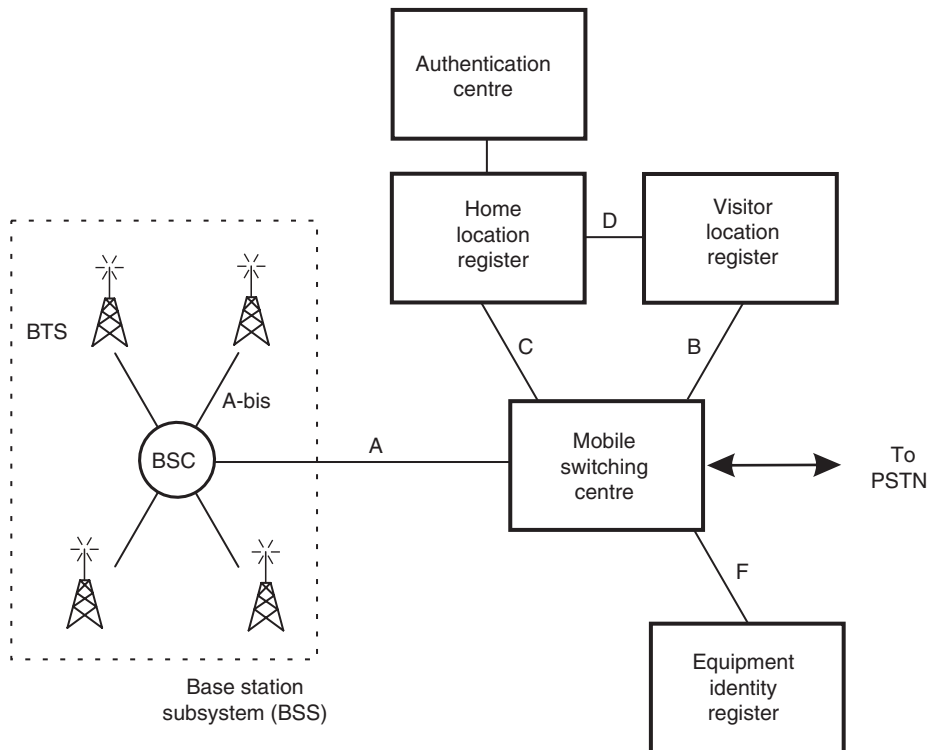 Authentication
centre
Home
location
register
D
Visitor
location
register
BTS
C
B
A-bis
BSC
A
Mobile
switching
centre
To
PSTN
F
Base station
subsystem (BSS)
Equipment
identity
register